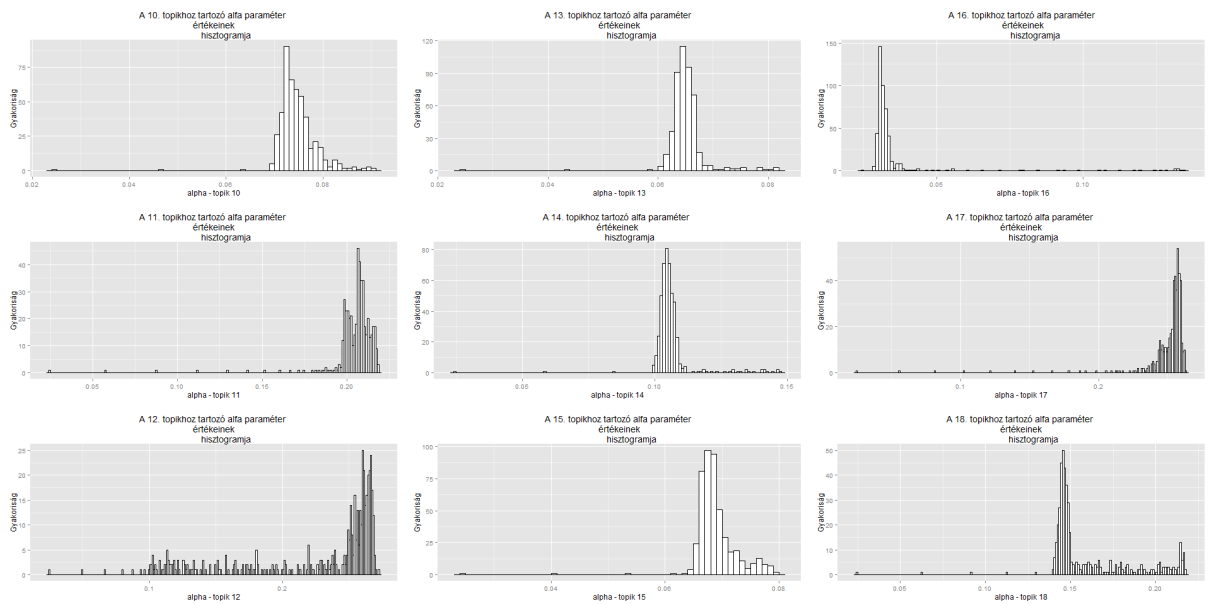 A 10. topikhoz tartozó alfa paraméter
értékeinek
hisztogramja
Gyakoriság
75
50
25
0
0.02
0.04
0.06
0.08
alpha - topik 10
A 13. topikhoz tartozó alfa paraméter
értékeinek
hisztogramja
Gyakoriság
120
90
60
30
0
0.02
0.04
0.06
0.08
alpha - topik 13
A 16. topikhoz tartozó alfa paraméter
értékeinek
hisztogramja
Gyakoriság
150
100
50
0
0.05
0.10
alpha - topik 16
A 11. topikhoz tartozó alfa paraméter
értékeinek
hisztogramja
Gyakoriság
40
30
20
10
0
0.05
0.10
0.15
0.20
alpha - topik 11
A 14. topikhoz tartozó alfa paraméter
értékeinek
hisztogramja
Gyakoriság
80
60
40
20
0
0.05
0.10
0.15
alpha - topik 14
A 17. topikhoz tartozó alfa paraméter
értékeinek
hisztogramja
Gyakoriság
40
20
0
0.1
0.2
alpha - topik 17
A 12. topikhoz tartozó alfa paraméter
értékeinek
hisztogramja
Gyakoriság
25
20
15
10
5
0
0.1
0.2
alpha - topik 12
A 15. topikhoz tartozó alfa paraméter
értékeinek
hisztogramja
Gyakoriság
100
75
50
25
0
0.04
0.06
0.08
alpha - topik 15
A 18. topikhoz tartozó alfa paraméter
értékeinek
hisztogramja
Gyakoriság
50
40
30
20
10
0
0.05
0.10
0.15
0.20
alpha - topik 18